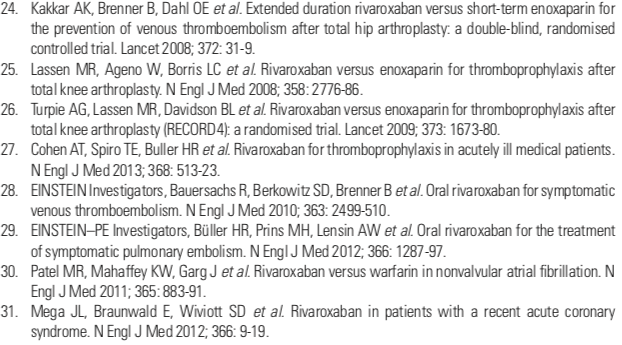 24. Kakkar AK, Brenner B, Dahl OE et al. Extended duration rivaroxaban versus short-term enoxaparin for
the prevention of venous thromboembolism after total hip arthroplasty: a double-blind, randomised
controlled trial. Lancet 2008; 372: 31-9.
25. Lassen MR, Ageno W, Borris LC et al. Rivaroxaban versus enoxaparin for thromboprophylaxis after
total knee arthroplasty. N Engl J Med 2008; 358: 2776-86.
26. Turpie AG, Lassen MR, Davidson BL et al. Rivaroxaban versus enoxaparin for thromboprophylaxis after
total knee arthroplasty (RECORD4): a randomised trial. Lancet 2009; 373: 1673-80.
27. Cohen AT, Spiro TE, Buller HR et al. Rivaroxaban for thromboprophylaxis in acutely ill medical patients.
N Engl J Med 2013; 368: 513-23.
28. EINSTEIN Investigators, Bauersachs R, Berkowitz SD, Brenner B et al. Oral rivaroxaban for symptomatic
venous thromboembolism. N Engl J Med 2010; 363: 2499-510.
29. EINSTEIN–PE Investigators, Büller HR, Prins MH, Lensin AW et al. Oral rivaroxaban for the treatment
of symptomatic pulmonary embolism. N Engl J Med 2012; 366: 1287-97.
30. Patel MR, Mahaffey KW, Garg J et al. Rivaroxaban versus warfarin in nonvalvular atrial fibrillation. N
Engl J Med 2011; 365: 883-91.
31. Mega JL, Braunwald E, Wiviott SD et al. Rivaroxaban in patients with a recent acute coronary
syndrome. N Engl J Med 2012; 366: 9-19.